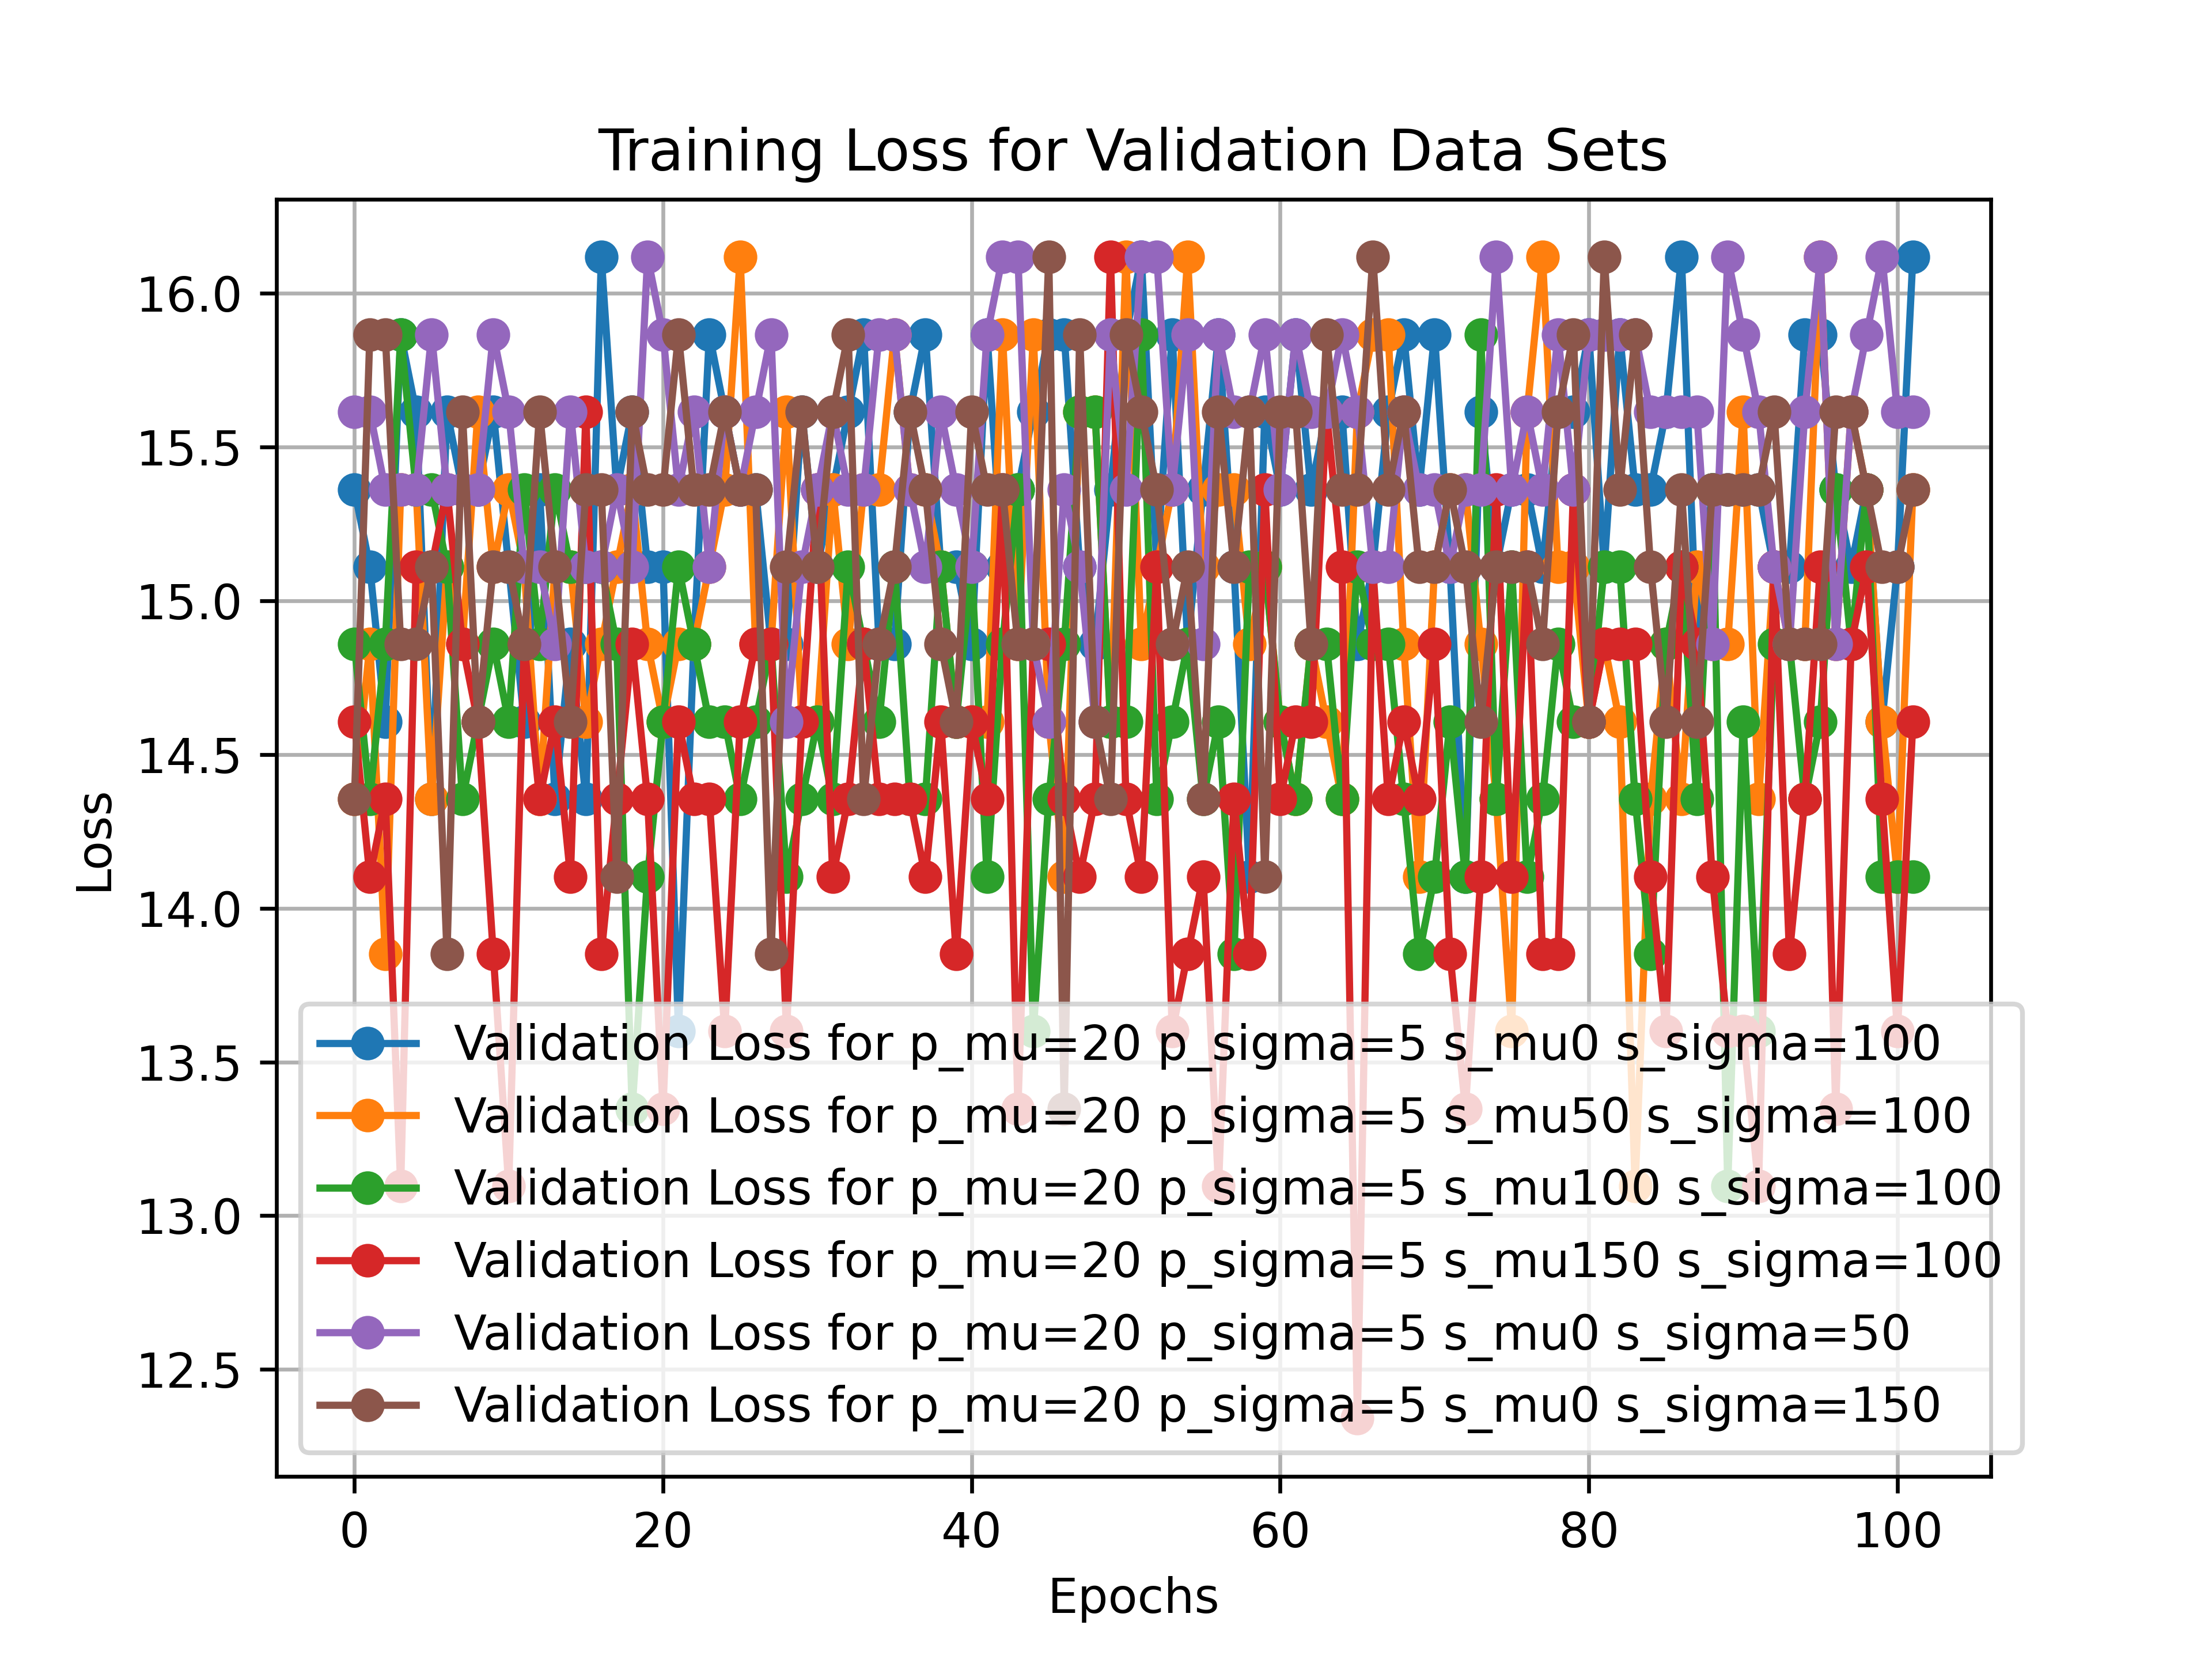 Training Loss for Validation Data Sets
Loss
16.0
15.5
15.0
14.5
14.0
13.5
13.0
12.5
Validation Loss for p_mu=20 p_sigma=5 s_mu0 s_sigma=100
Validation Loss for p_mu=20 p_sigma=5 s_mu50 s_sigma=100
Validation Loss for p_mu=20 p_sigma=5 s_mu100 s_sigma=100
Validation Loss for p_mu=20 p_sigma=5 s_mu150 s_sigma=100
Validation Loss for p_mu=20 p_sigma=5 s_mu0 s_sigma=50
Validation Loss for p_mu=20 p_sigma=5 s_mu0 s_sigma=150
0 20 40 60 80 100
Epochs